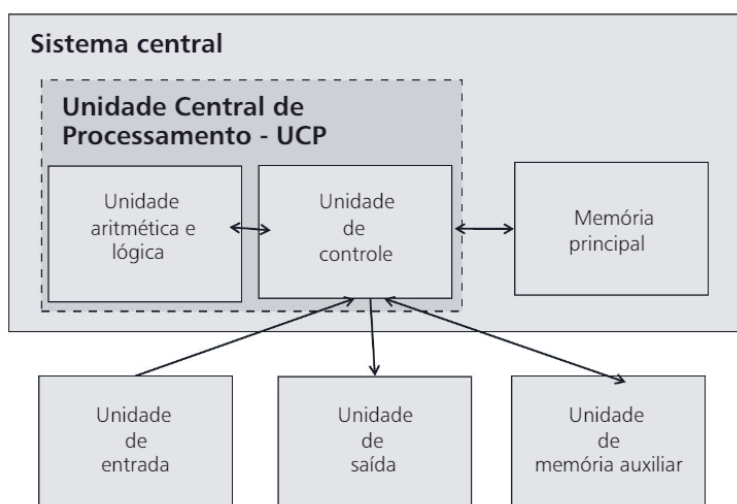 Sistema central
Unidade Central de
Processamento - UCP
Unidade
aritmética e
lógica
Unidade
de
controle
Memória
principal
Unidade
de
entrada
Unidade
de
saída
Unidade
de
memória auxiliar